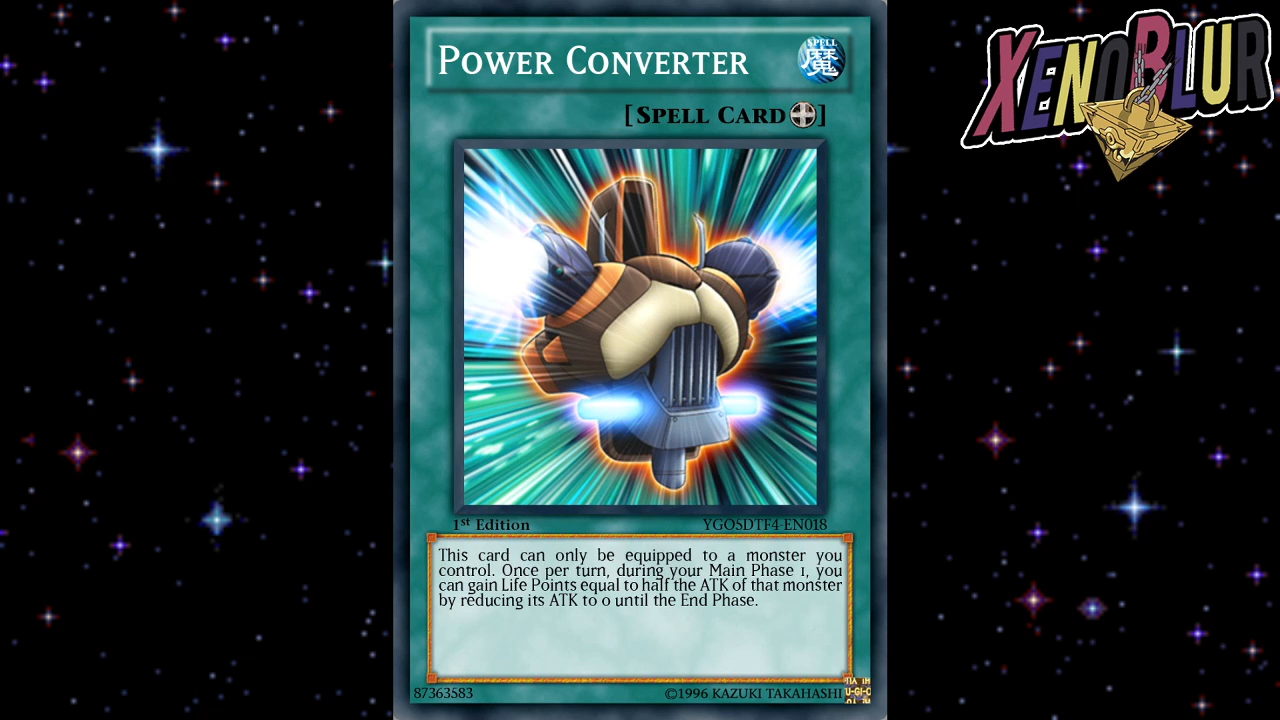 POWER CONVERTER
SPELL
魔
[SPELL CARD]
XENOBLUR
1st Edition
YGOSDTF4-EN018
This card can only be equipped to a monster you
control. Once per turn, during your Main Phase 1, you
can gain Life Points equal to half the ATK of that monster
by reducing its ATK to 0 until the End Phase.
87363583
©1996 KAZUKI TAKAHASHI